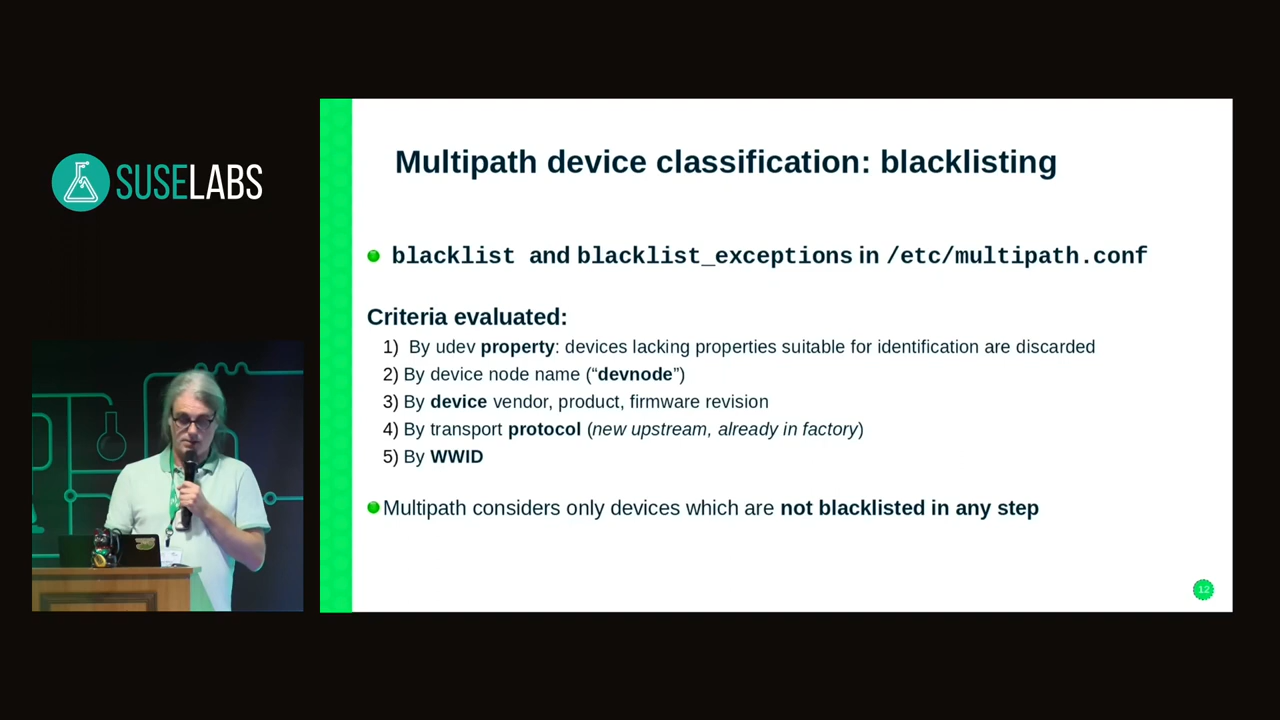 SUSELABS
Multipath device classification: blacklisting
blacklist and blacklist_exceptions in /etc/multipath.conf
Criteria evaluated:
1) By udev property: devices lacking properties suitable for identification are discarded
2) By device node name (“devnode”)
3) By device vendor, product, firmware revision
4) By transport protocol (new upstream, already in factory)
5) By WWID
Multipath considers only devices which are not blacklisted in any step
12